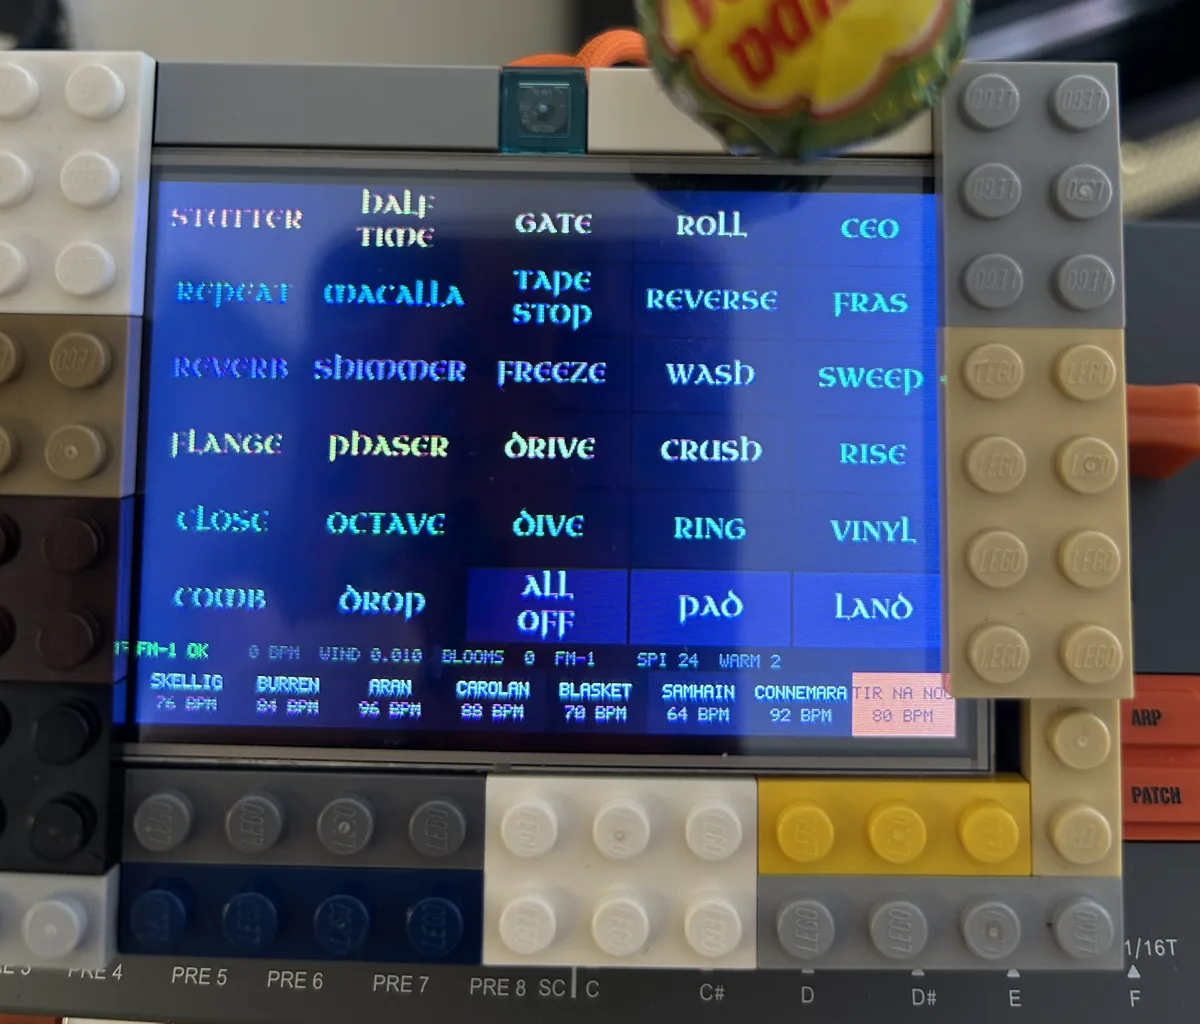 STUTTER
HALF
TIME
GATE
ROLL
CEO
REPEAT
MACALLA
TAPE
STOP
REVERSE
FRAS
REVERB
SHIMMER
FREEZE
WASH
SWEEP
FLANGE
PHASER
DRIVE
CRUSH
RISE
CLOSE
OCTAVE
DIVE
RING
VINYL
COMB
DROP
ALL
OFF
PAD
LAND
FM-1 OK 0 BPM WIND 0.010 BLOOMS 0 FM-1 SPI 24 WARM 2
SKELLIG BURREN ARAN CAROLAN BLASKET SAMHAIN CONNEMARA TIR NA NOG
76 BPM 84 BPM 96 BPM 88 BPM 70 BPM 64 BPM 92 BPM 80 BPM
ARP
PATCH
PRE 4 PRE 5 PRE 6 PRE 7 PRE 8 SC C C# D D# E F
1/16T
LEGO